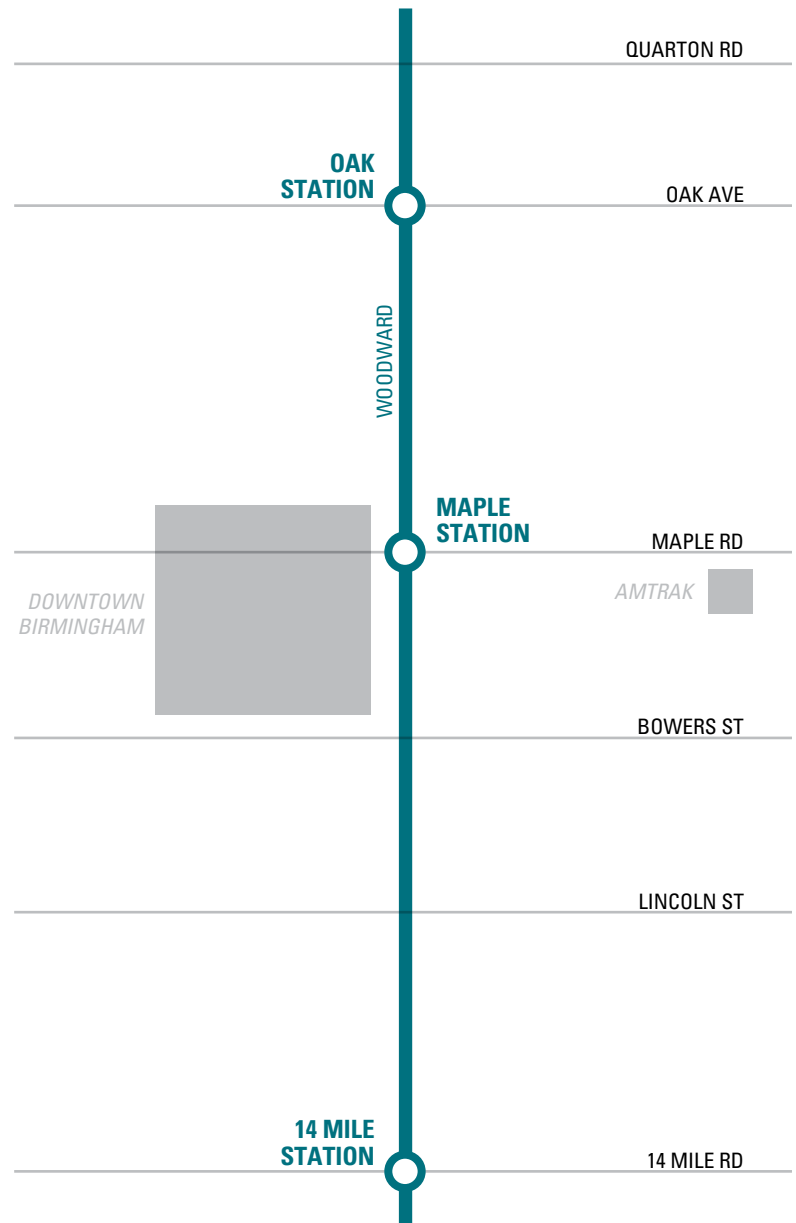 QUARTON RD
OAK
STATION
OAK AVE
WOODWARD
MAPLE
STATION
MAPLE RD
DOWNTOWN
BIRMINGHAM
AMTRAK
BOWERS ST
LINCOLN ST
14 MILE
STATION
14 MILE RD